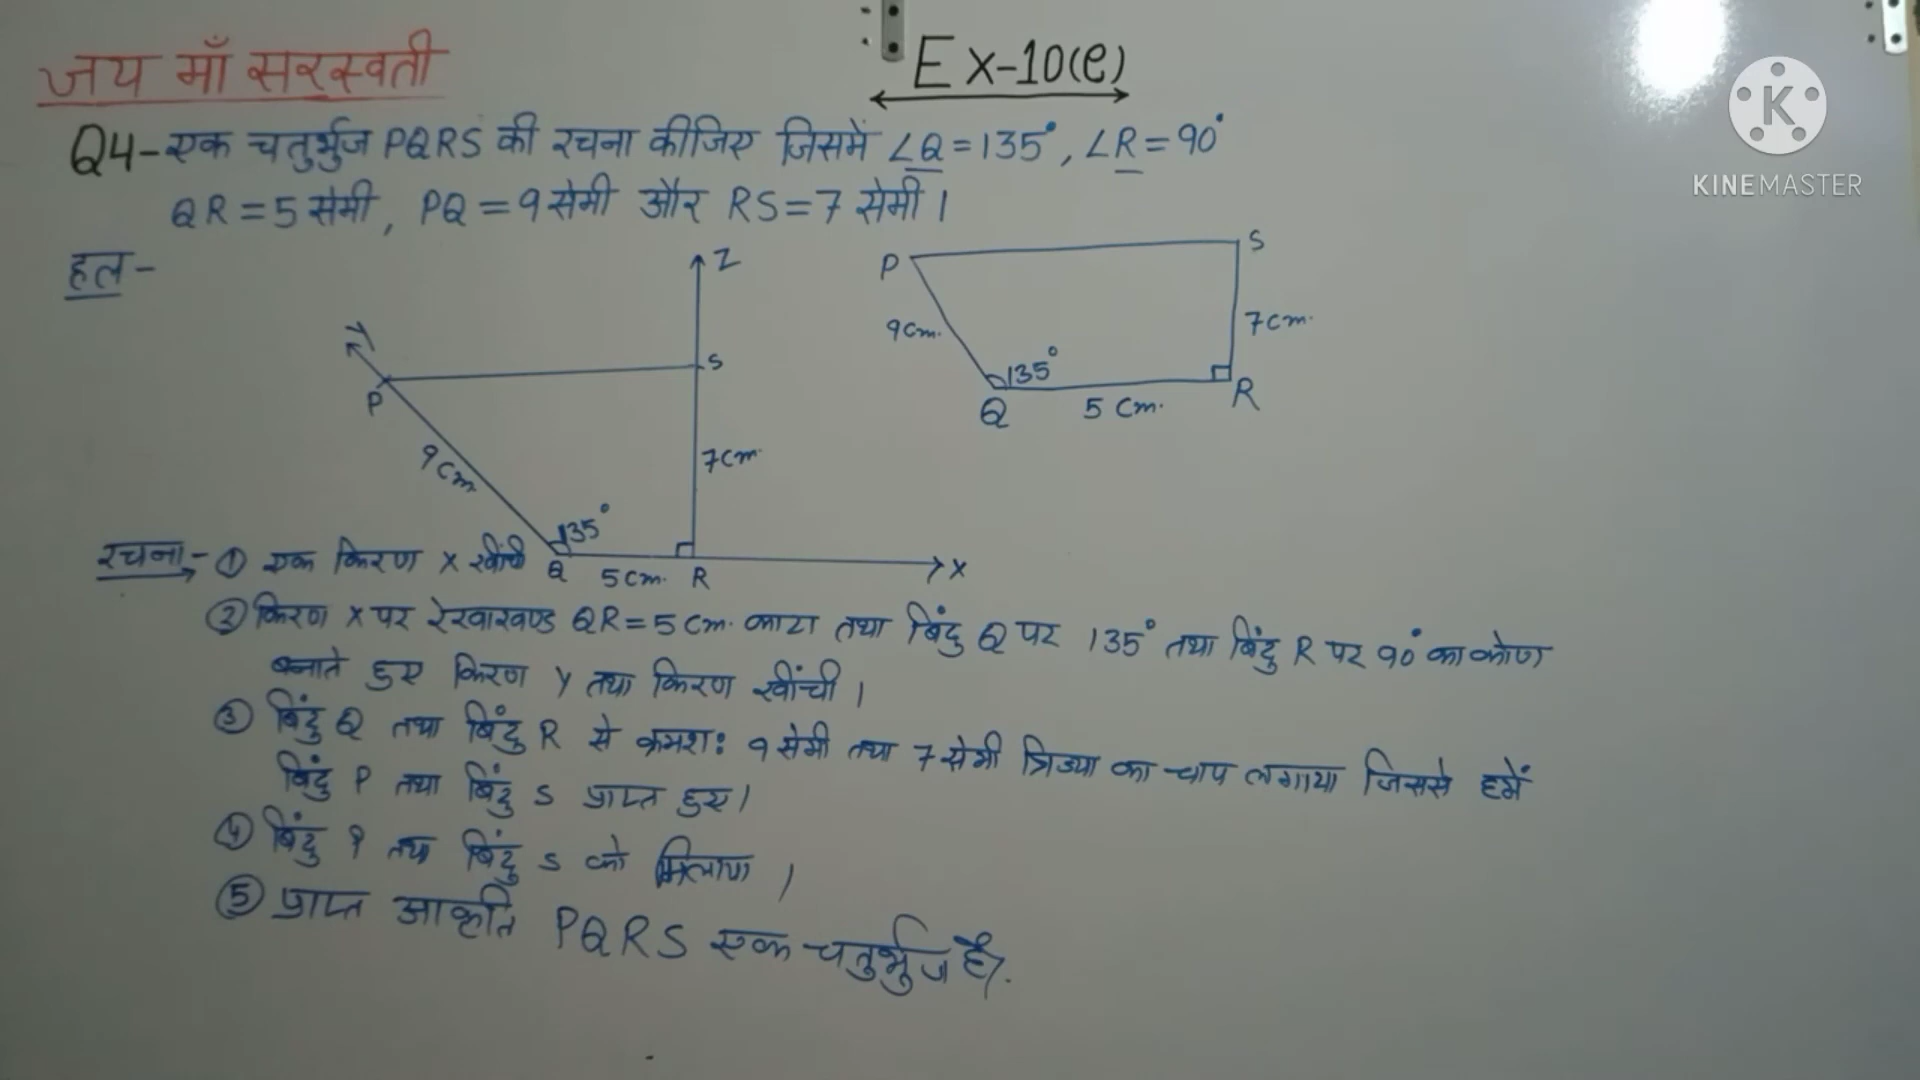 जय माँ सरस्वती
Ex-10(e)
K
KINEMASTER
Q4- एक चतुर्भुज PQRS की रचना कीजिए जिसमें ∠Q = 135°, ∠R = 90°
QR = 5 सेमी, PQ = 9 सेमी और RS = 7 सेमी।
हल-
Z
P
S
Y
S
P
9cm.
7cm.
135°
Q
5 Cm.
R
9cm
7cm.
135°
Q
5cm.
R
X
रचना- ① एक किरण X खींची
② किरण X पर रेखाखण्ड QR = 5 cm. काटा तथा बिंदु Q पर 135° तथा बिंदु R पर 90° का कोण
बनाते हुए किरण Y तथा किरण खींची।
③ बिंदु Q तथा बिंदु R से क्रमशः 9 सेमी तथा 7 सेमी त्रिज्या का चाप लगाया जिससे हमें
बिंदु P तथा बिंदु S प्राप्त हुए।
④ बिंदु P तथा बिंदु S को मिलाया।
⑤ प्राप्त आकृति PQRS एक चतुर्भुज है।